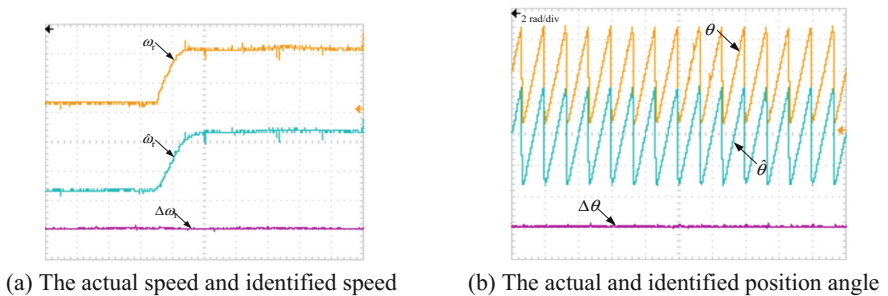 ωr
ω̂r
Δωr
2 rad/div
θ
θ̂
Δθ
(a) The actual speed and identified speed
(b) The actual and identified position angle